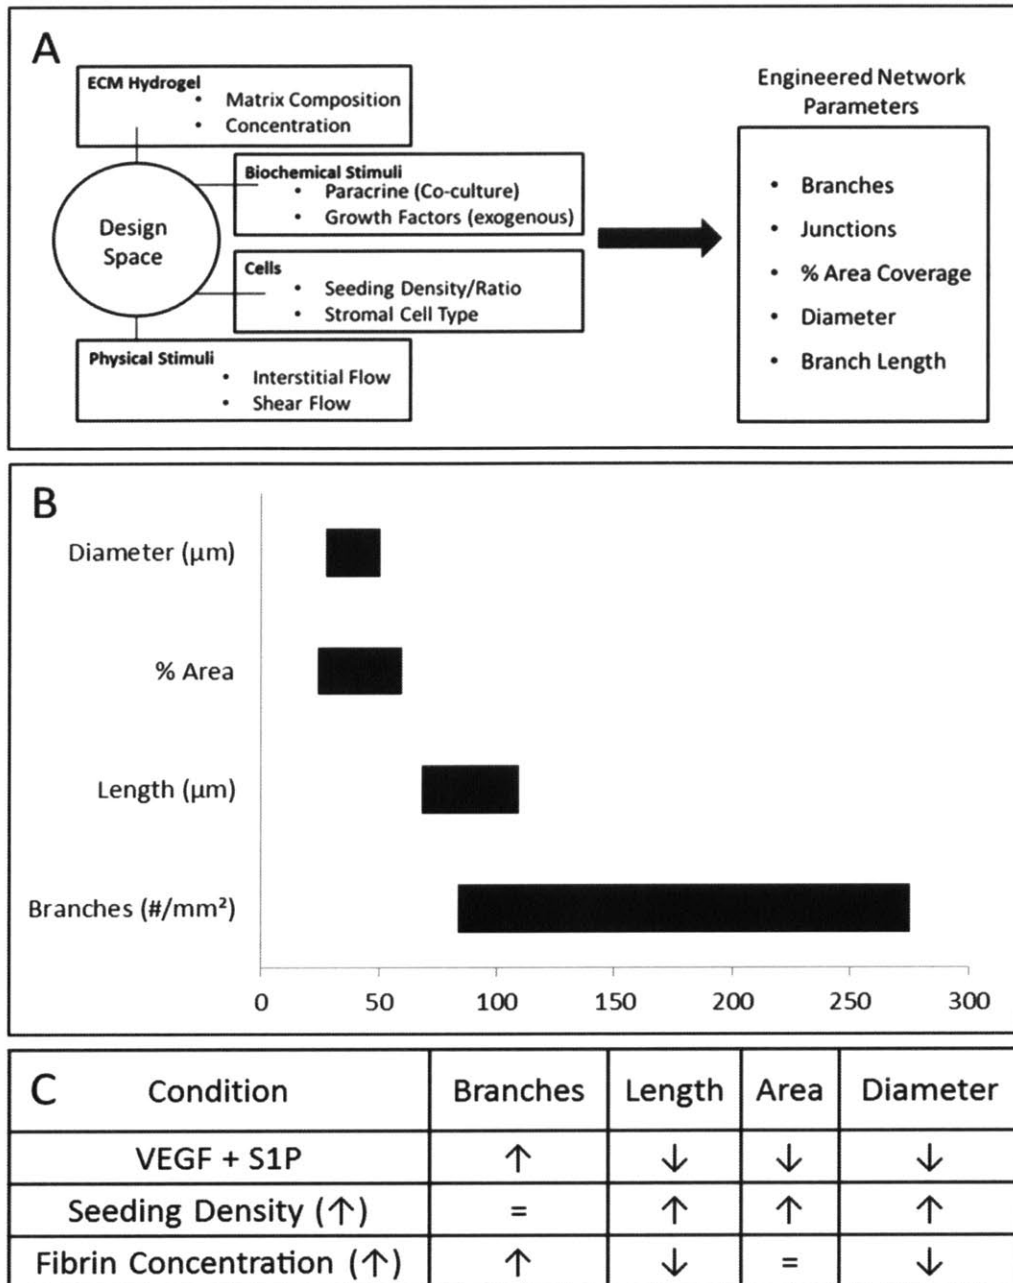 A
ECM Hydrogel
• Matrix Composition
• Concentration
Biochemical Stimuli
• Paracrine (Co-culture)
• Growth Factors (exogenous)
Design
Space
Cells
• Seeding Density/Ratio
• Stromal Cell Type
Physical Stimuli
• Interstitial Flow
• Shear Flow
Engineered Network
Parameters
• Branches
• Junctions
• % Area Coverage
• Diameter
• Branch Length
B
Diameter (µm)
% Area
Length (µm)
Branches (#/mm²)
0 50 100 150 200 250 300
C Condition Branches Length Area Diameter
VEGF + S1P ↑ ↓ ↓ ↓
Seeding Density (↑) = ↑ ↑ ↑
Fibrin Concentration (↑) ↑ ↓ = ↓